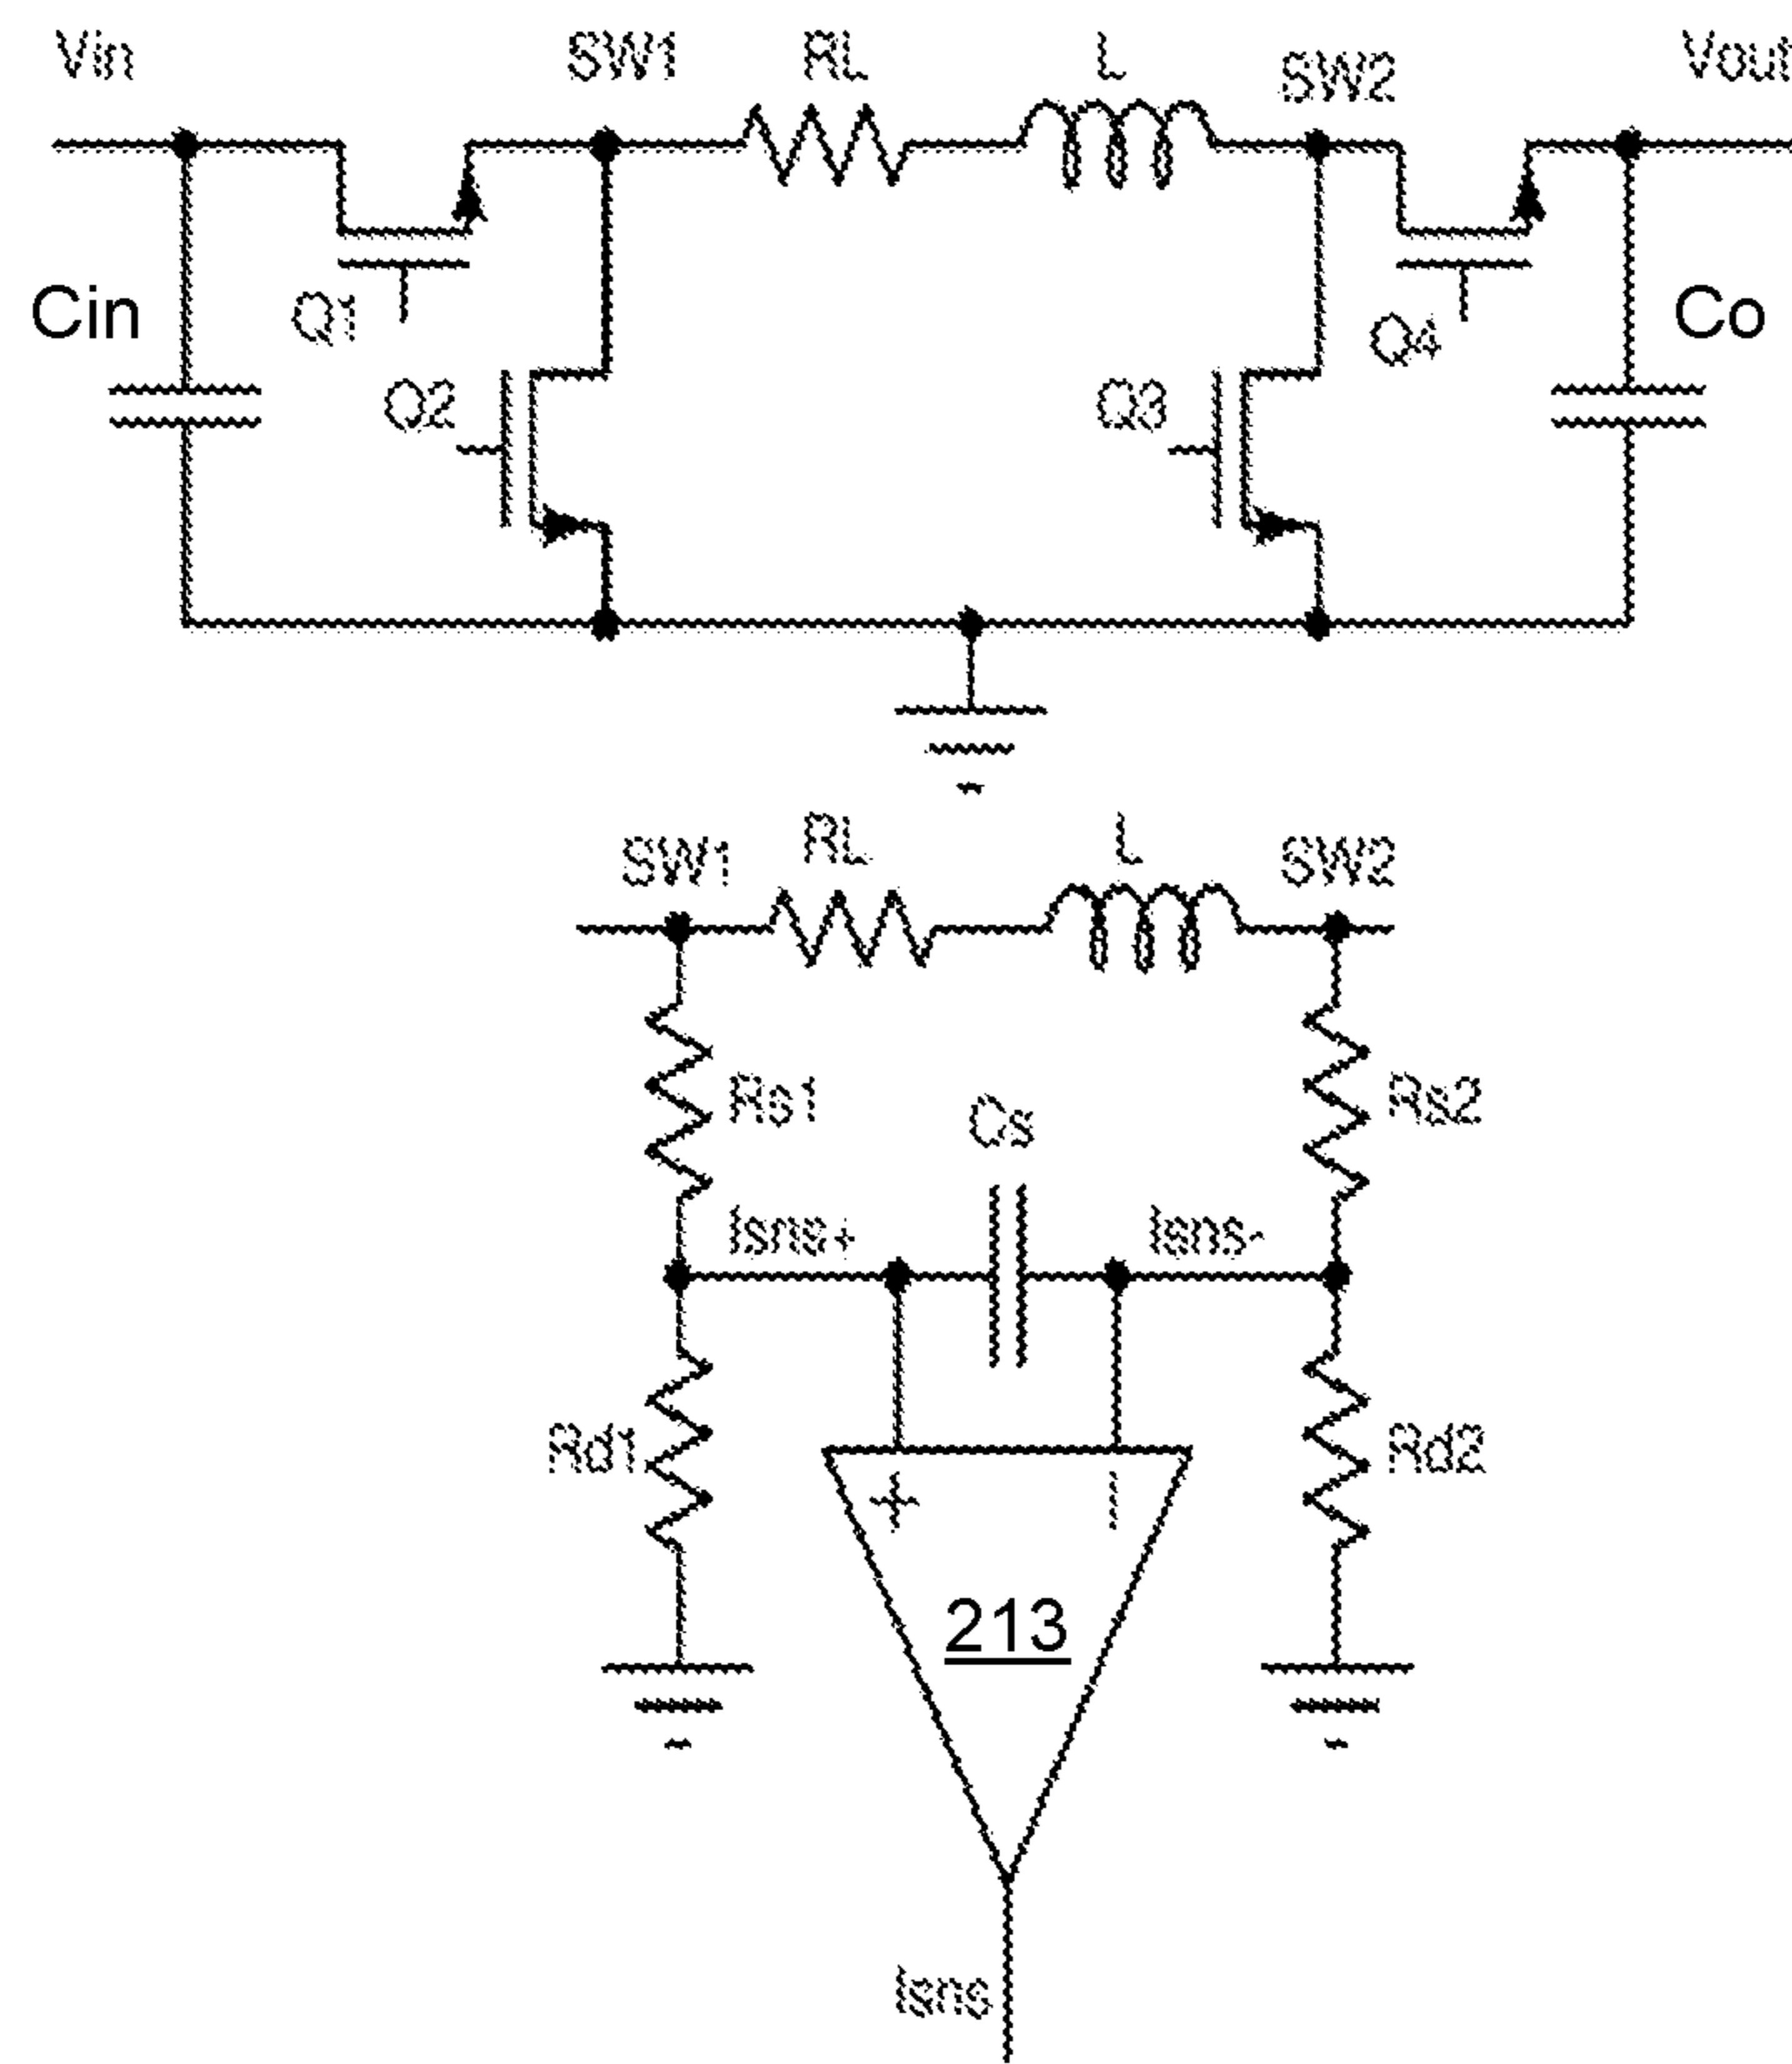 Vin SW1 RL L SW2 Vout
Cin Q1 Q4 Co
Q2 Q3
SW1 RL L SW2
Rs1 Cs Rs2
Isns+ Isns-
Rd1 Rd2
+ -
213
Isns